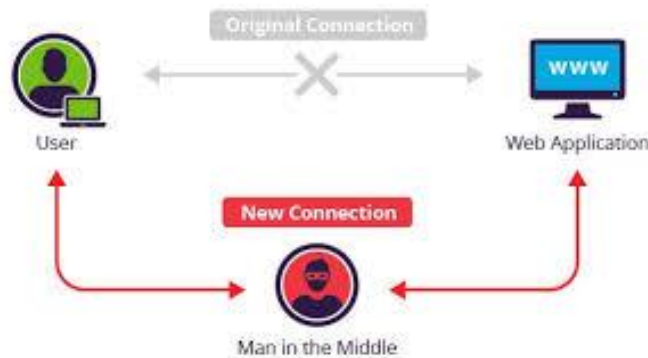 Original Connection
www
User
Web Application
New Connection
Man in the Middle